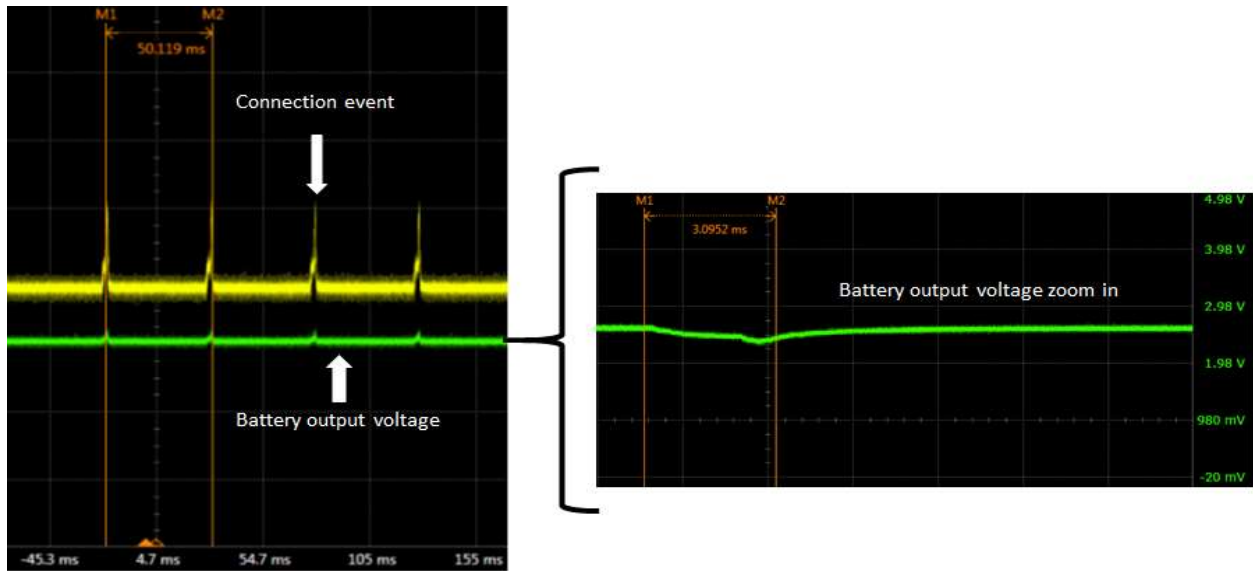 M1 M2
50.119 ms
Connection event
Battery output voltage
-45.3 ms 4.7 ms 54.7 ms 105 ms 155 ms
M1 M2
3.0952 ms
Battery output voltage zoom in
4.98 V
3.98 V
2.98 V
1.98 V
980 mV
-20 mV